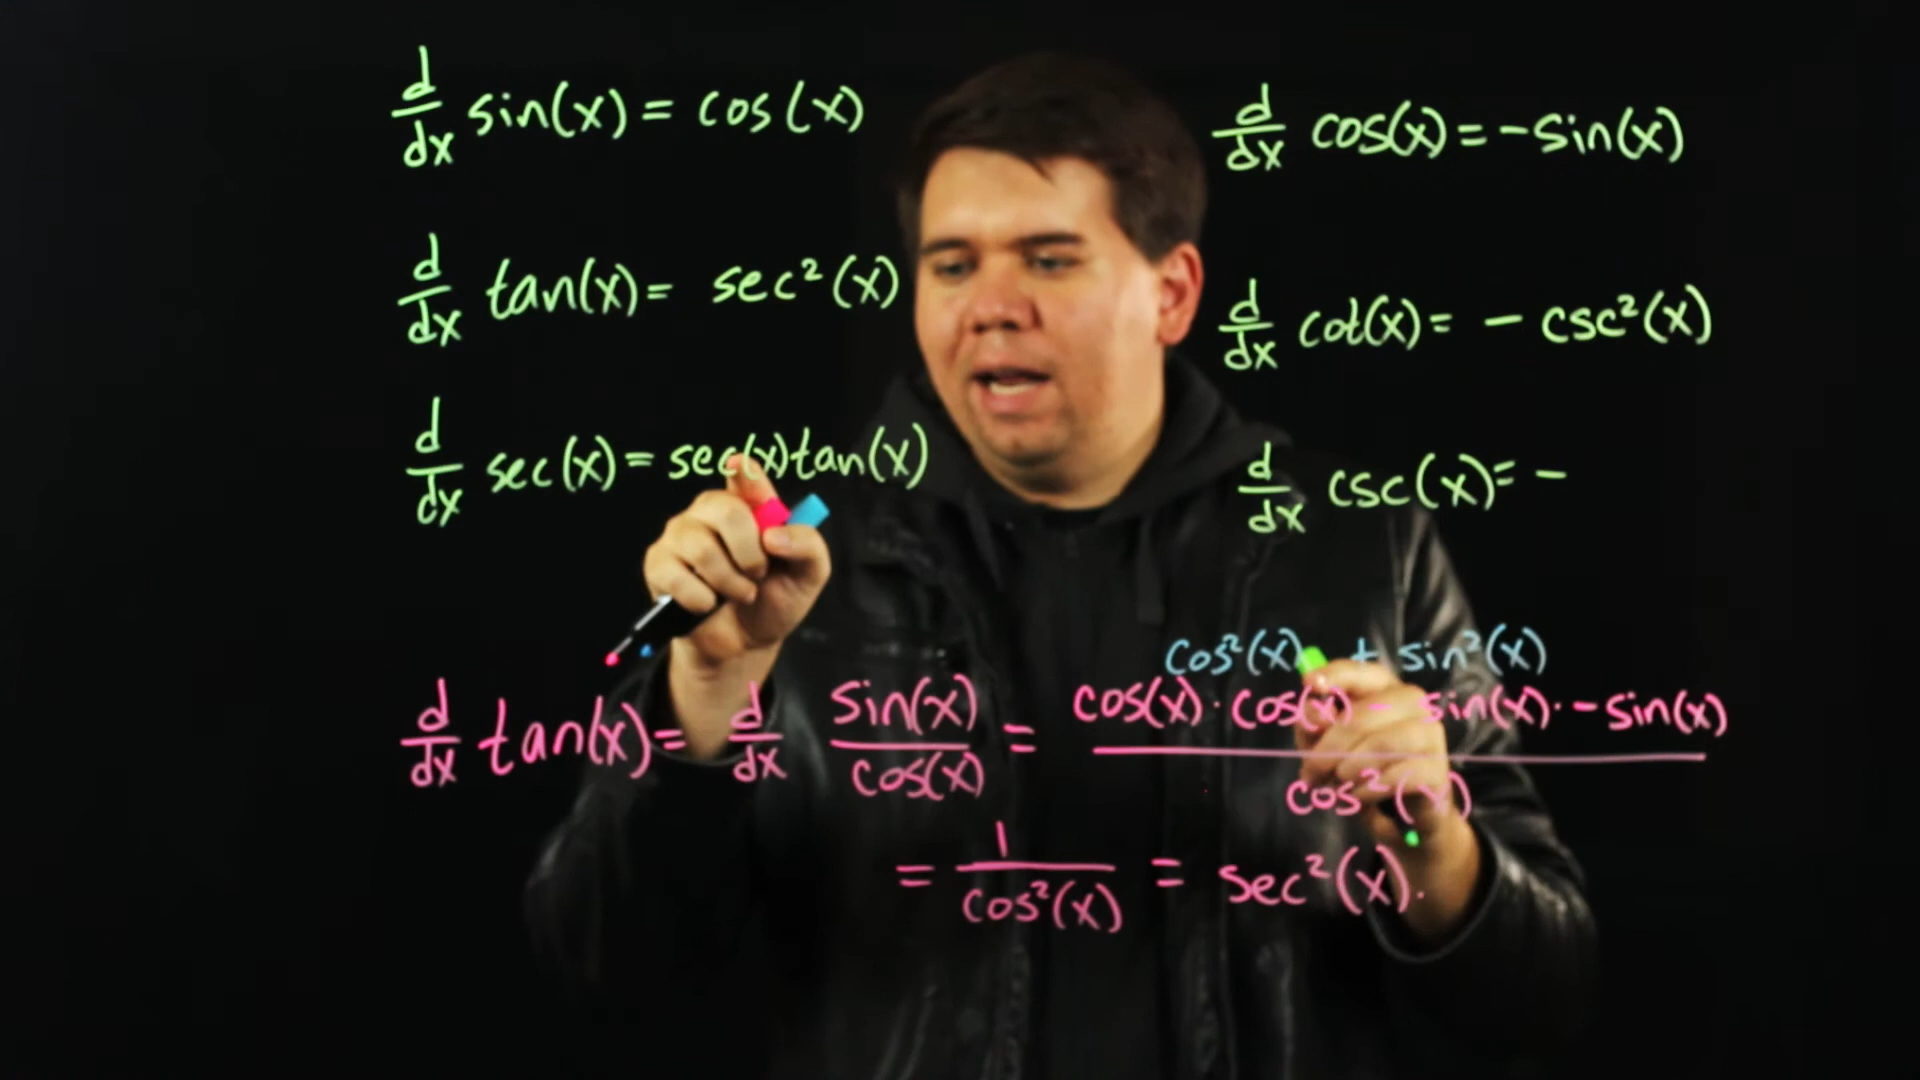 d/dx sin(x) = cos(x)
d/dx cos(x) = -sin(x)
d/dx tan(x) = sec²(x)
d/dx cot(x) = - csc²(x)
d/dx sec(x) = sec(x)tan(x)
d/dx csc(x) = -
cos²(x) + sin²(x)
d/dx tan(x) = d/dx sin(x)/cos(x) = cos(x)·cos(x) - sin(x)·-sin(x)/cos²(x)
= 1/cos²(x) = sec²(x).